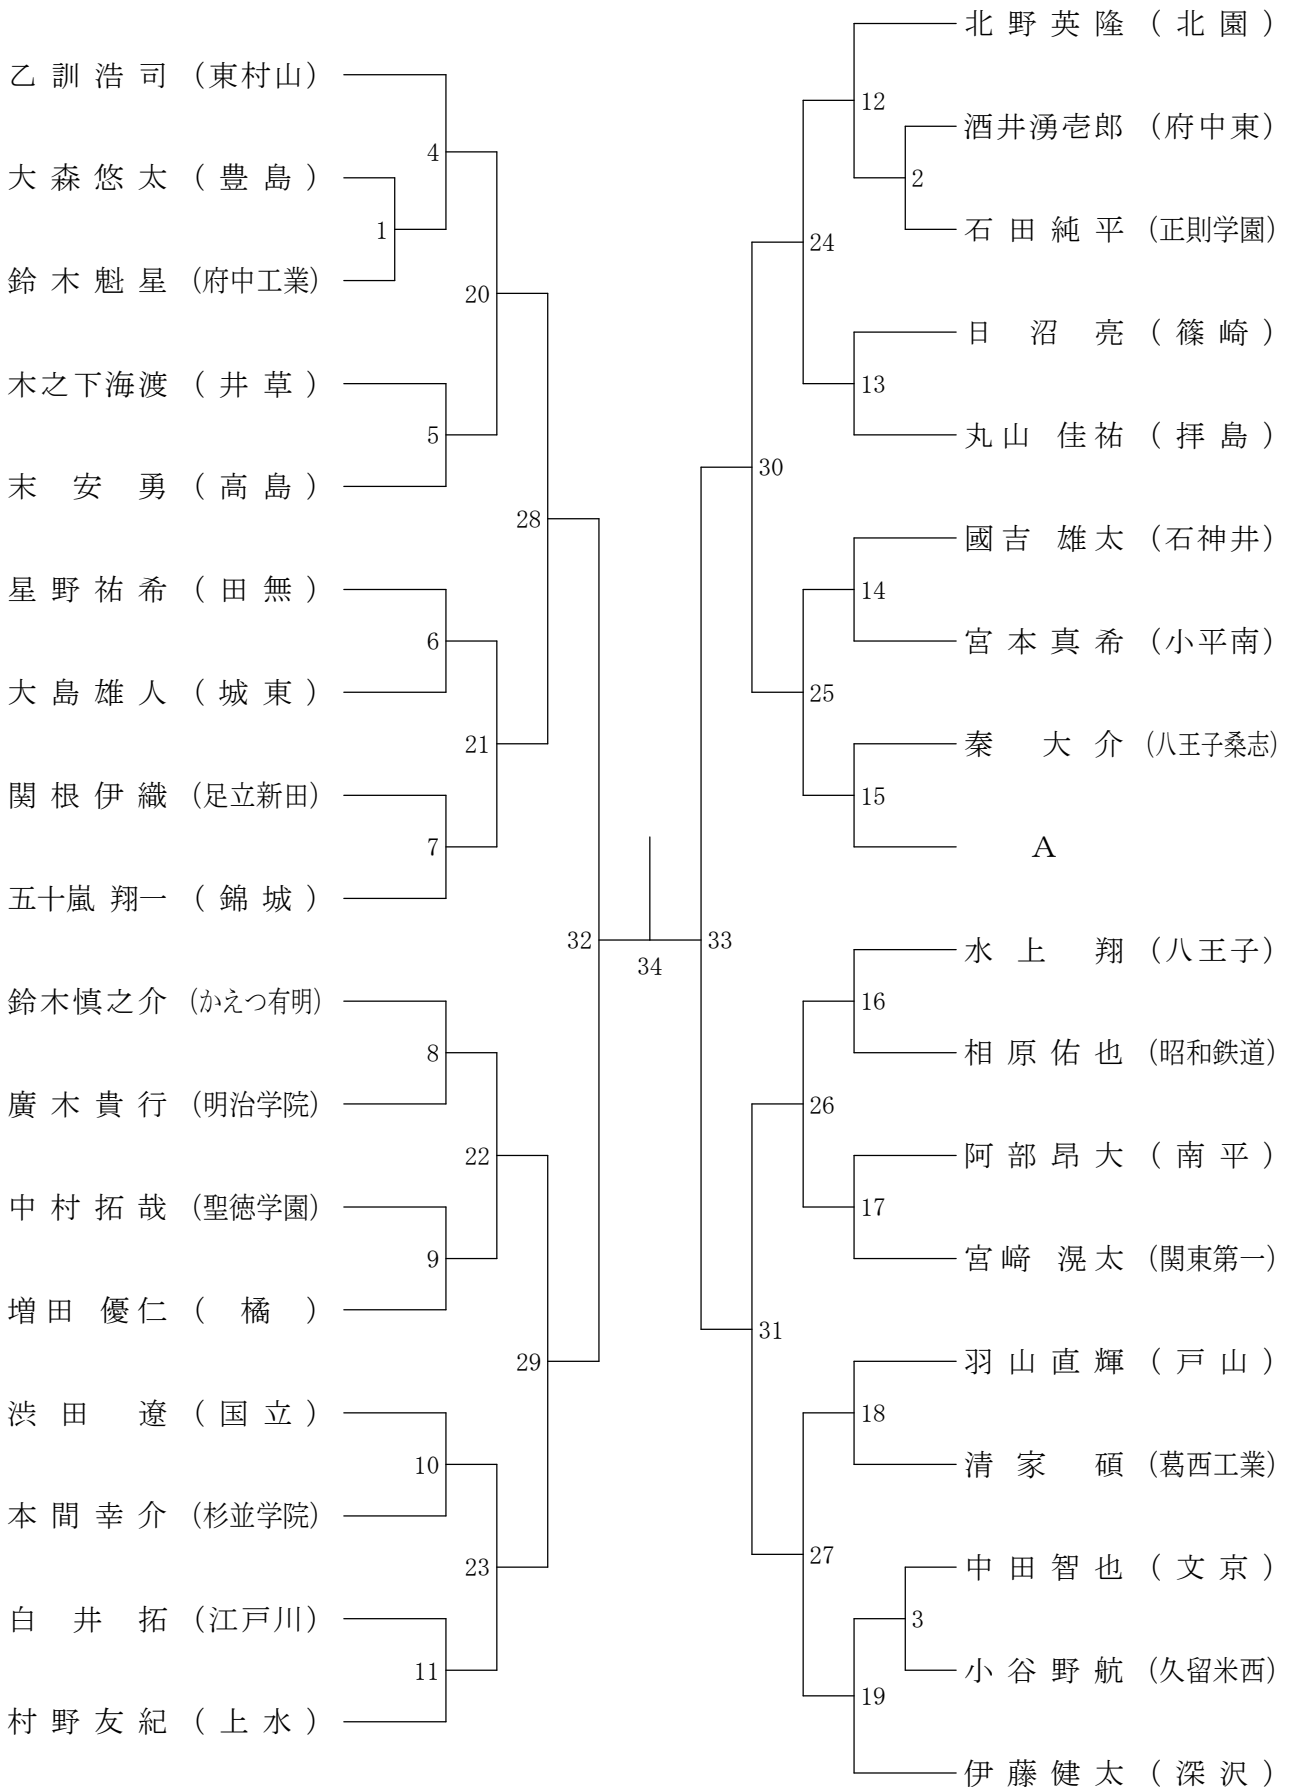 乙訓浩司 (東村山)
大森悠太 (豊島)
鈴木魁星 (府中工業)
木之下海渡 (井草)
末安勇 (高島)
星野祐希 (田無)
大島雄人 (城東)
関根伊織 (足立新田)
五十嵐 翔一 (錦城)
鈴木慎之介 (かえつ有明)
廣木貴行 (明治学院)
中村拓哉 (聖徳学園)
増田 優仁 (橘)
渋田遼 (国立)
本間幸介 (杉並学院)
白井拓 (江戸川)
村野友紀 (上水)
1
4
5
6
7
8
9
10
11
20
21
22
23
28
29
32
34
33
30
31
24
25
26
27
12
2
13
14
15
16
17
18
3
19
北野英隆 (北園)
酒井湧壱郎 (府中東)
石田純平 (正則学園)
日沼亮 (篠崎)
丸山 佳祐 (拝島)
國吉 雄太 (石神井)
宮本真希 (小平南)
秦大介 (八王子桑志)
A
水上翔 (八王子)
相原佑也 (昭和鉄道)
阿部昂大 (南平)
宮﨑 滉太 (関東第一)
羽山直輝 (戸山)
清家碩 (葛西工業)
中田智也 (文京)
小谷野航 (久留米西)
伊藤健太 (深沢)